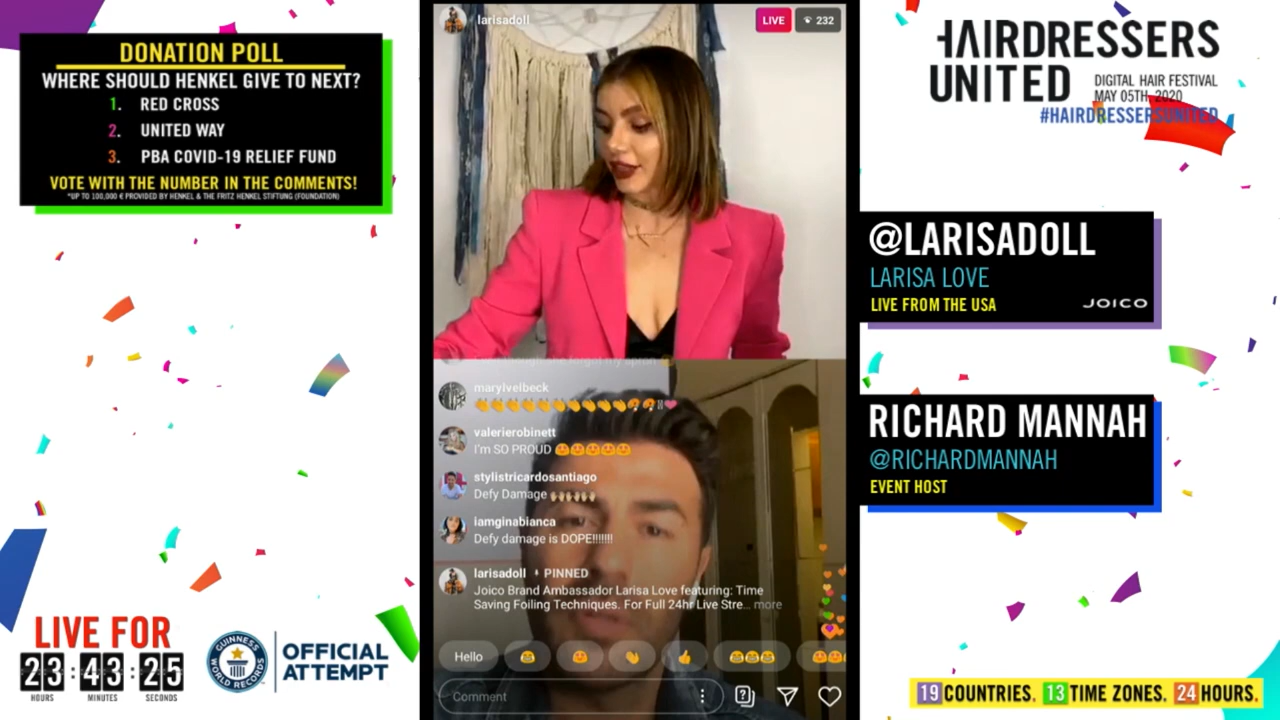 DONATION POLL
WHERE SHOULD HENKEL GIVE TO NEXT?
1. RED CROSS
2. UNITED WAY
3. PBA COVID-19 RELIEF FUND
VOTE WITH THE NUMBER IN THE COMMENTS!
*UP TO 100,000 € PROVIDED BY HENKEL & THE FRITZ HENKEL STIFTUNG (FOUNDATION)
LIVE FOR
23:43:25
HOURS MINUTES SECONDS
GUINNESS WORLD RECORDS
OFFICIAL
ATTEMPT
larisadoll
LIVE 232
forgot my apron
marylvelbeck
valerierobinett
I'm SO PROUD
stylistricardosantiago
Defy Damage
iamginabianca
Defy damage is DOPE!!!!!!!
larisadoll PINNED
Joico Brand Ambassador Larisa Love featuring: Time
Saving Foiling Techniques. For Full 24hr Live Stre... more
Hello
Comment
HAIRDRESSERS
UNITED
DIGITAL HAIR FESTIVAL
MAY 05TH, 2020
#HAIRDRESSERSUNITED
@LARISADOLL
LARISA LOVE
LIVE FROM THE USA
JOICO
RICHARD MANNAH
@RICHARDMANNAH
EVENT HOST
19 COUNTRIES. 13 TIME ZONES. 24 HOURS.